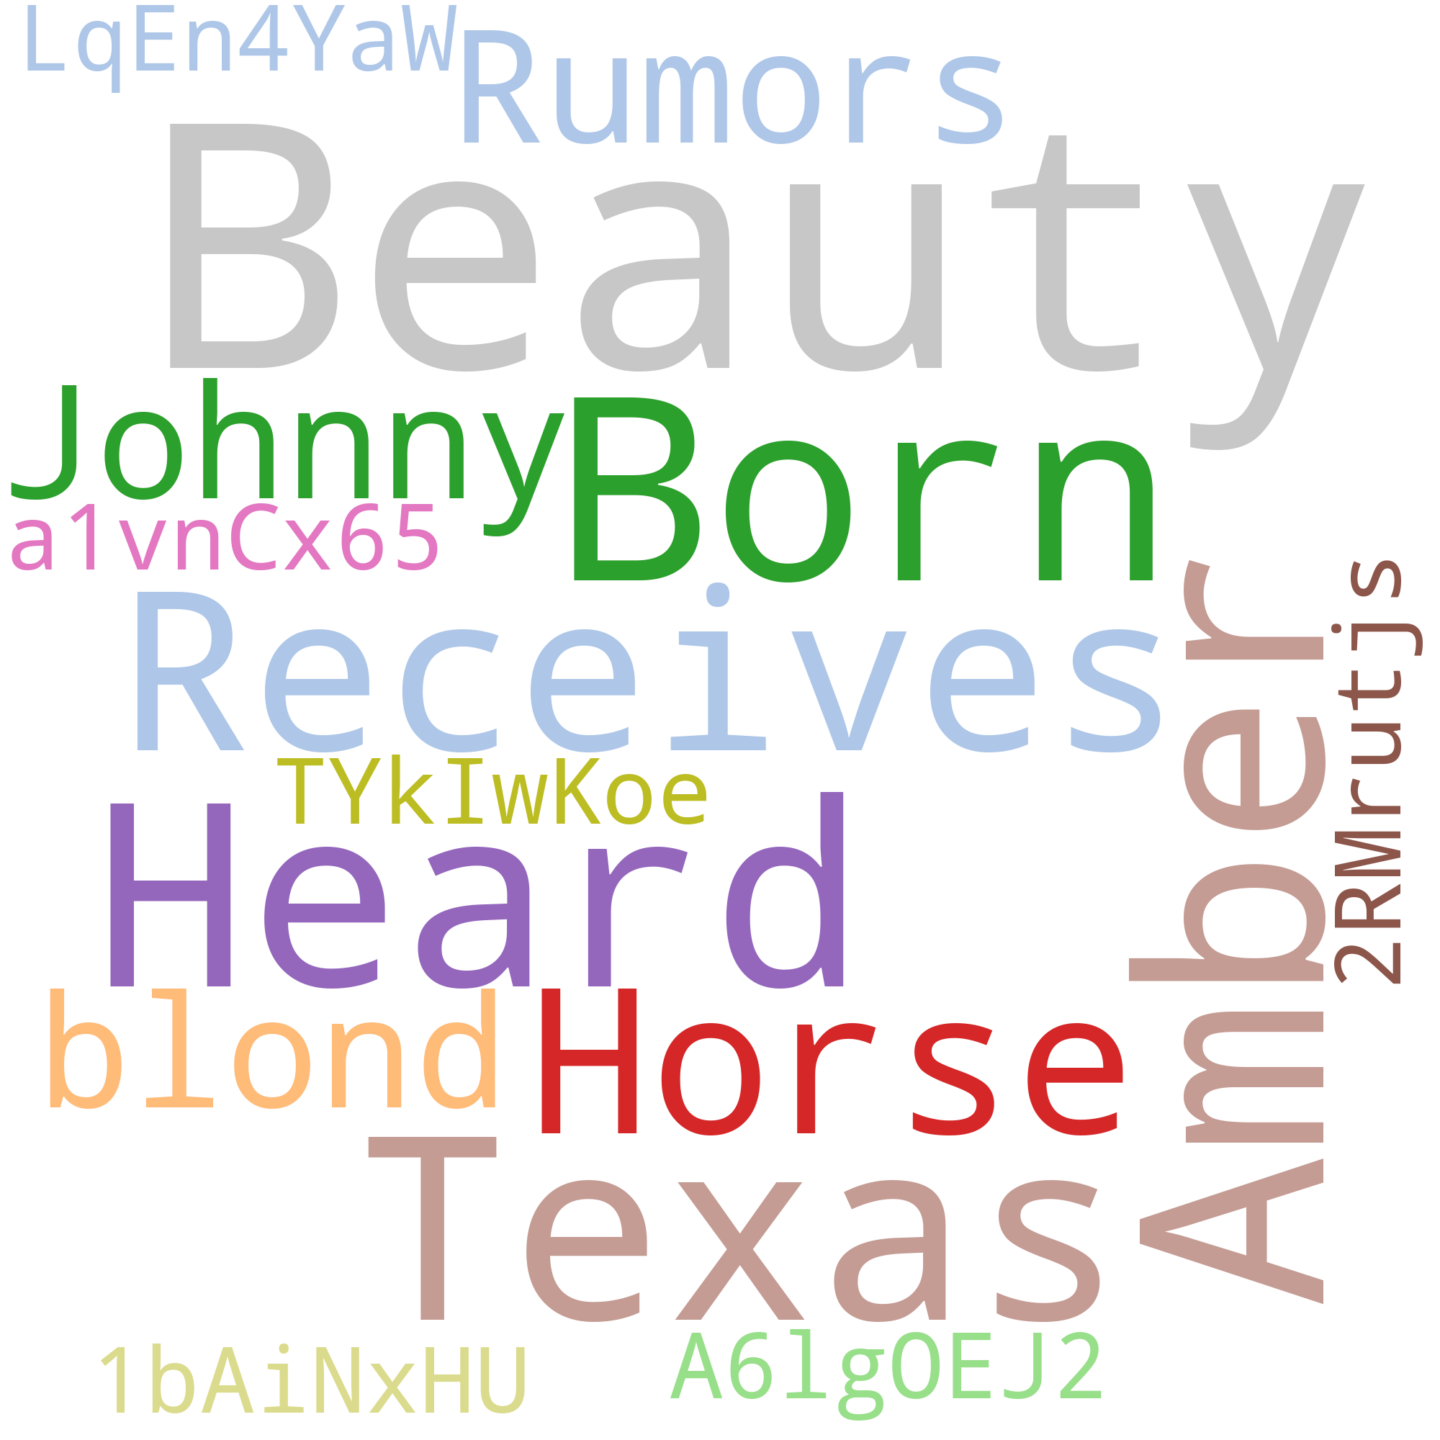 LqEn4YaW
Rumors
Beauty
Johnny
Born
a1vnCx65
Receives
Amber
2RMrutjs
TYkIwKoe
Heard
blond
Horse
Texas
1bAiNxHU
A6lgOEJ2